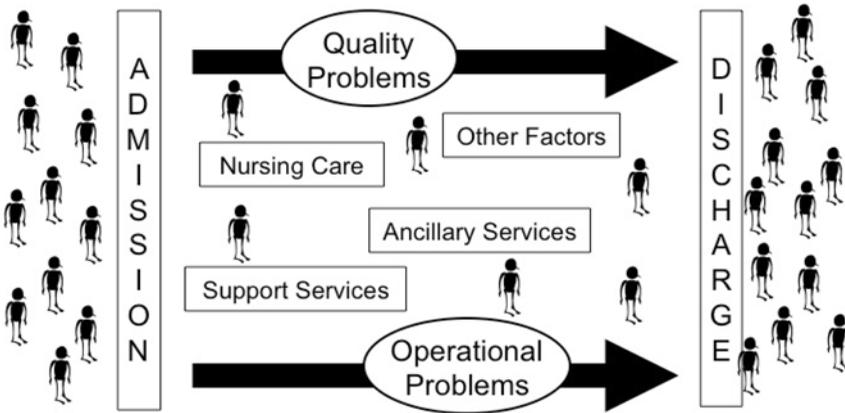 ADMISSION
Quality
Problems
Nursing Care
Other Factors
Ancillary Services
Support Services
Operational
Problems
DISCHARGE